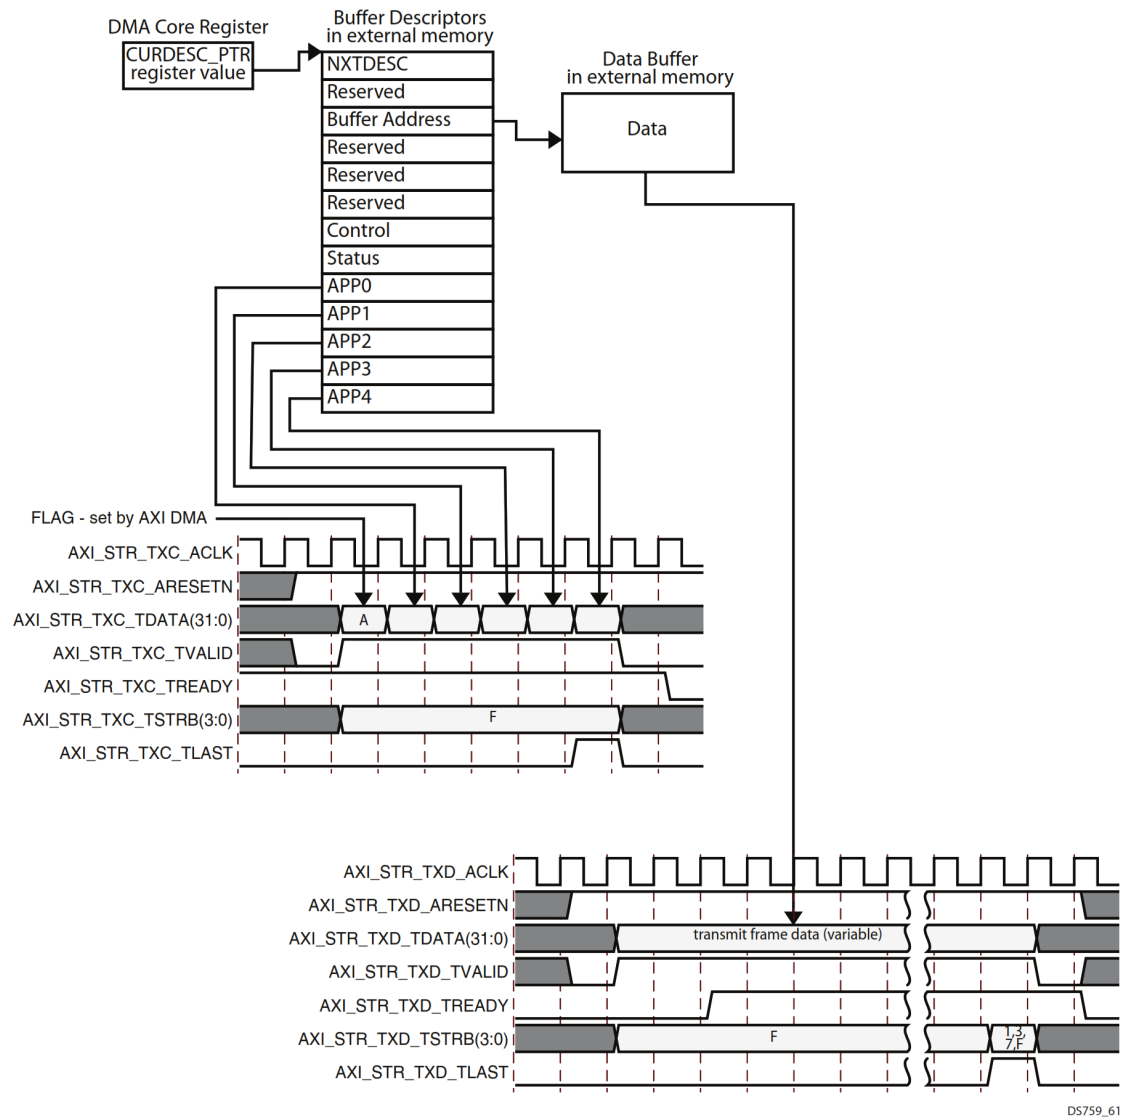 DMA Core Register
CURDESC_PTR
register value
Buffer Descriptors
in external memory
NXTDESC
Reserved
Buffer Address
Reserved
Reserved
Reserved
Control
Status
APP0
APP1
APP2
APP3
APP4
Data Buffer
in external memory
Data
FLAG - set by AXI DMA
AXI_STR_TXC_ACLK
AXI_STR_TXC_ARESETN
AXI_STR_TXC_TDATA(31:0)
A
AXI_STR_TXC_TVALID
AXI_STR_TXC_TREADY
AXI_STR_TXC_TSTRB(3:0)
F
AXI_STR_TXC_TLAST
AXI_STR_TXD_ACLK
AXI_STR_TXD_ARESETN
AXI_STR_TXD_TDATA(31:0)
transmit frame data (variable)
AXI_STR_TXD_TVALID
AXI_STR_TXD_TREADY
AXI_STR_TXD_TSTRB(3:0)
F
1,3,
7,F
AXI_STR_TXD_TLAST
DS759_61